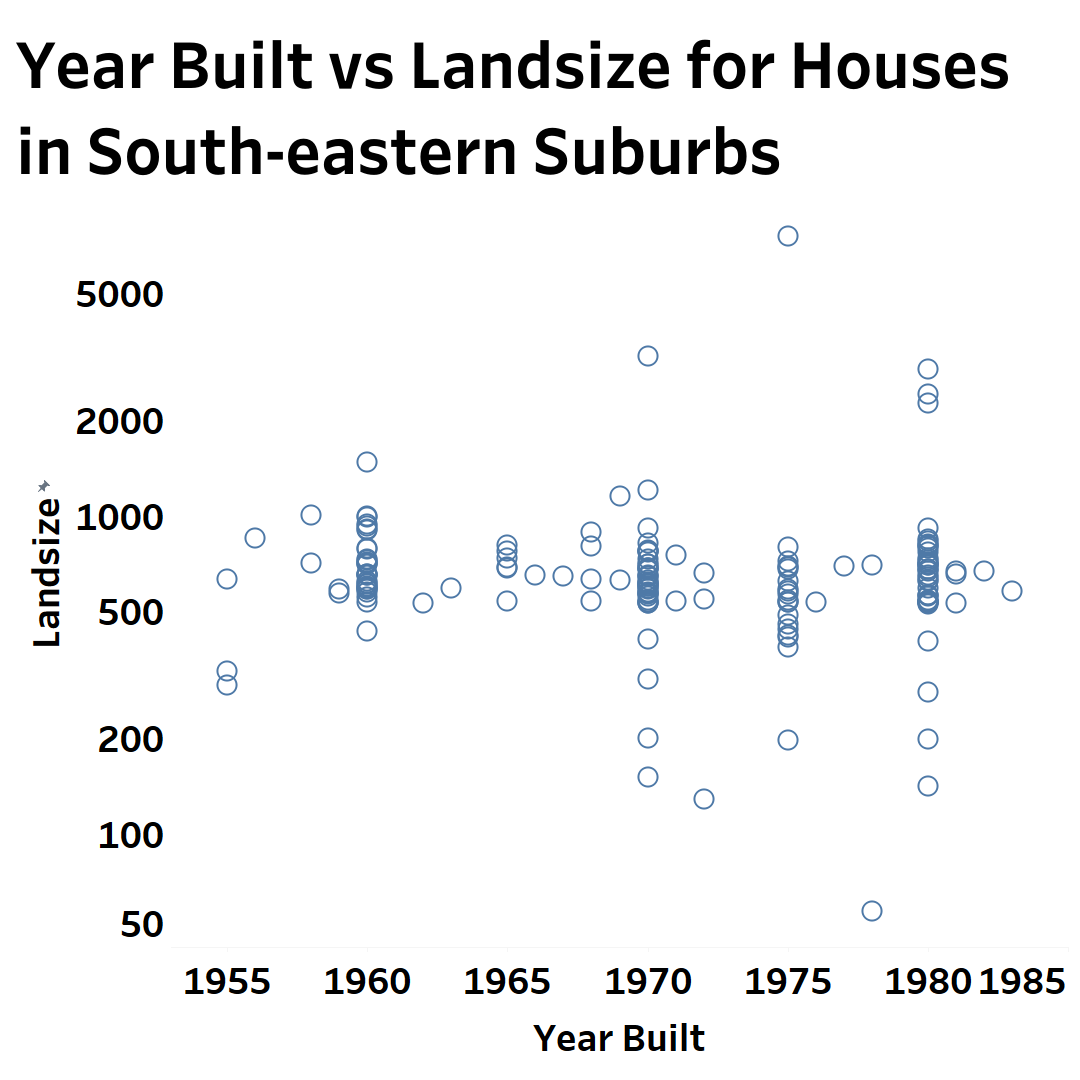 Year Built vs Landsize for Houses
in South-eastern Suburbs
5000
2000
1000
500
200
100
50
Landsize
1955 1960 1965 1970 1975 1980 1985
Year Built